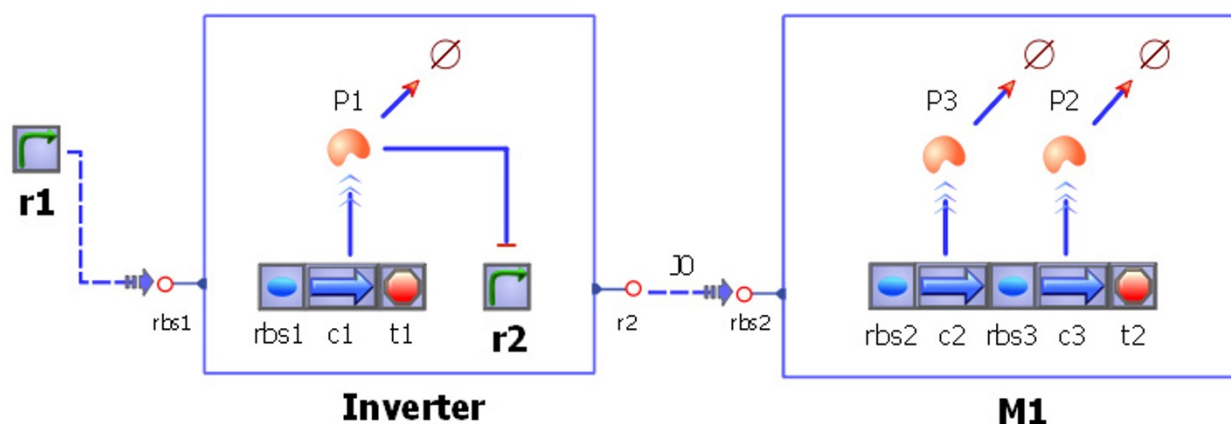 P1
P3 P2
r1
J0
rbs1 r2 rbs2
rbs1 c1 t1 r2
rbs2 c2 rbs3 c3 t2
Inverter
M1